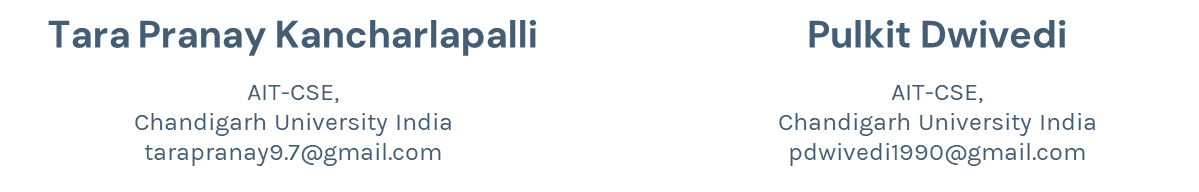 Tara Pranay Kancharlapalli
AIT-CSE,
Chandigarh University India
tarapranay9.7@gmail.com
Pulkit Dwivedi
AIT-CSE,
Chandigarh University India
pdwivedi1990@gmail.com